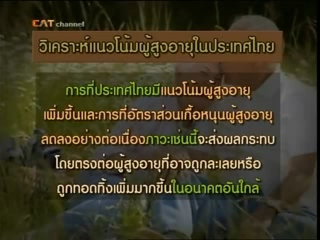 CAT channel
วิเคราะห์แนวโน้มผู้สูงอายุในประเทศไทย
การที่ประเทศไทยมีแนวโน้มผู้สูงอายุ
เพิ่มขึ้นและการที่อัตราส่วนเกื้อหนุนผู้สูงอายุ
ลดลงอย่างต่อเนื่องภาวะเช่นนี้จะส่งผลกระทบ
โดยตรงต่อผู้สูงอายุที่อาจถูกละเลยหรือ
ถูกทอดทิ้งเพิ่มมากขึ้นในอนาคตอันใกล้